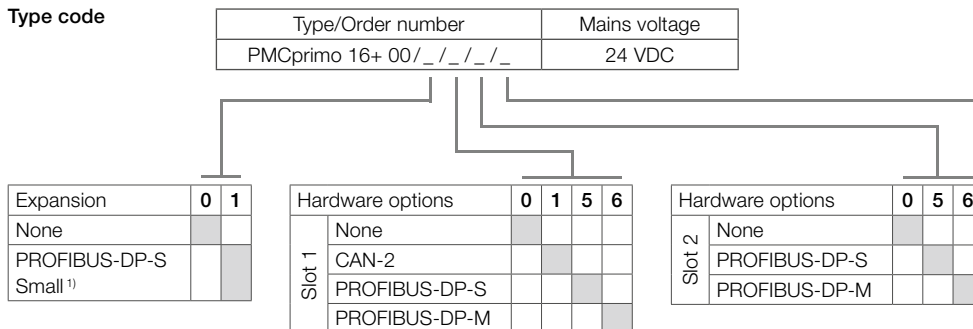 Type code
Type/Order number Mains voltage
PMCprimo 16+ 00/_ /_ /_ /_ 24 VDC
Expansion 0 1
None
PROFIBUS-DP-S
Small 1)
Hardware options 0 1 5 6
Slot 1
None
CAN-2
PROFIBUS-DP-S
PROFIBUS-DP-M
Hardware options 0 5 6
Slot 2
None
PROFIBUS-DP-S
PROFIBUS-DP-M